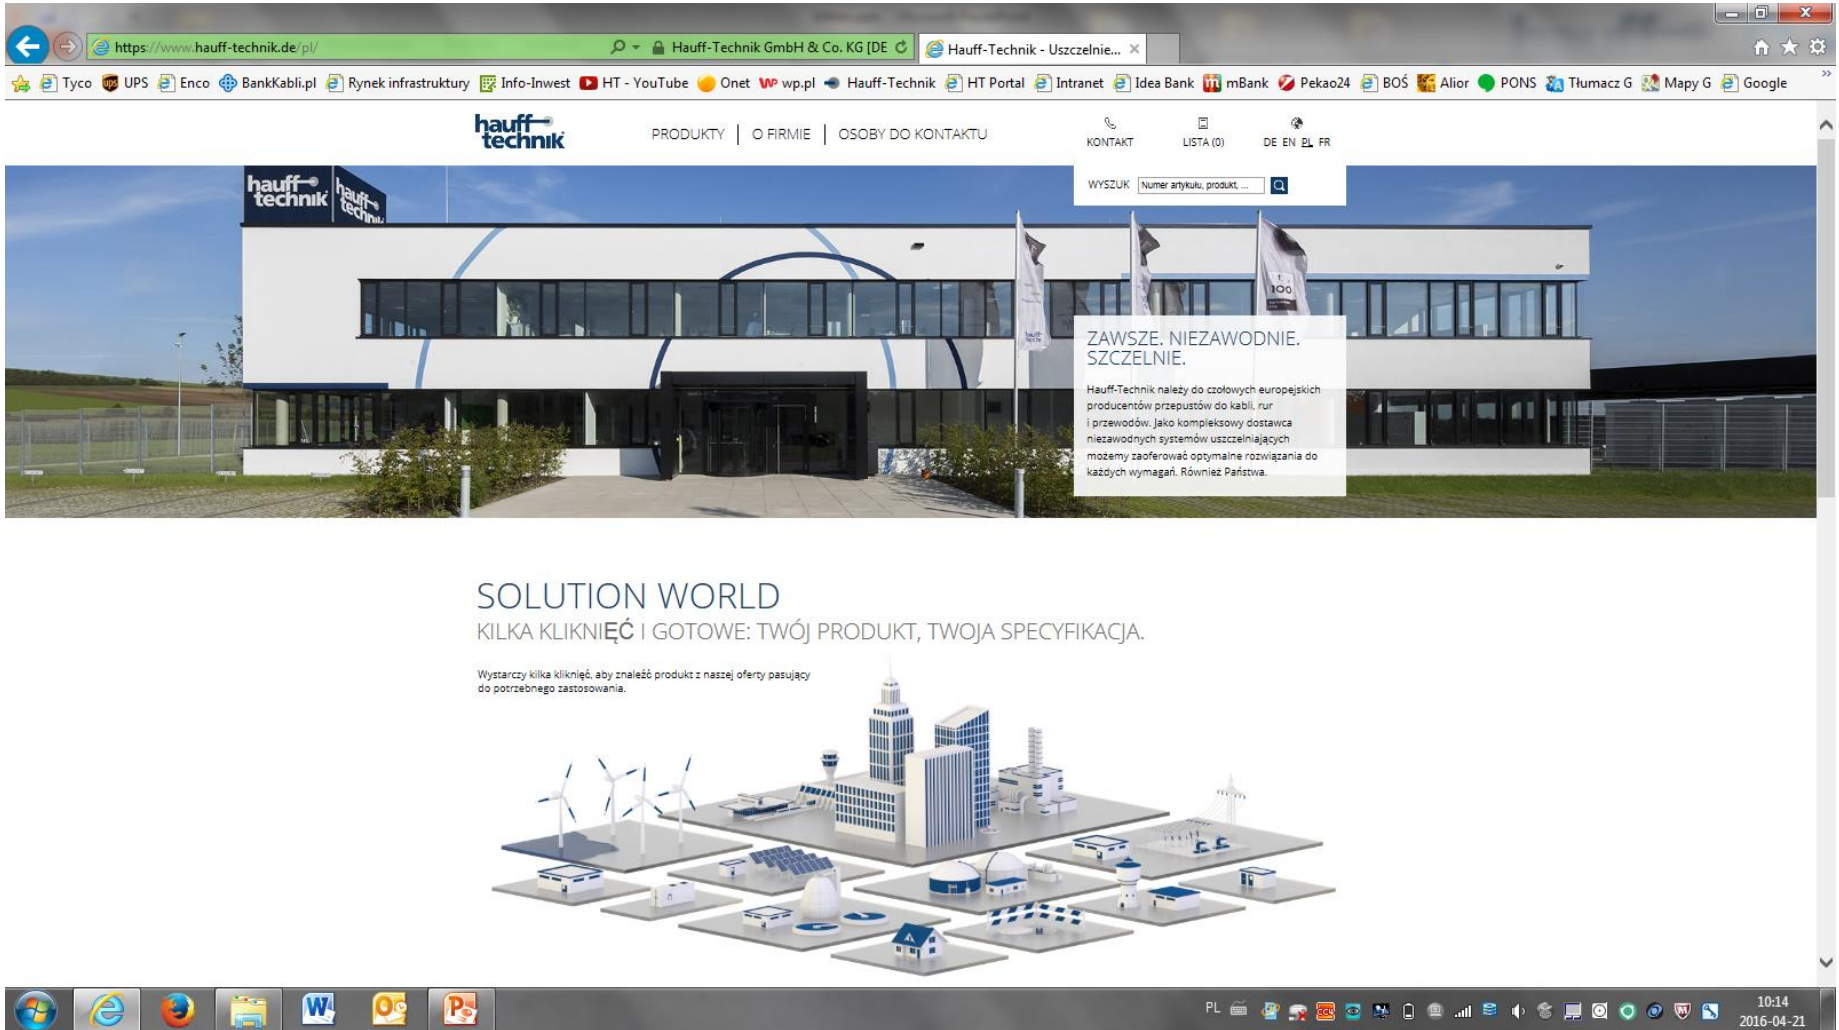 https://www.hauff-technik.de/pl/
Hauff-Technik GmbH & Co. KG [DE
Hauff-Technik - Uszczelnie...
Tyco UPS Enco BankKabli.pl Rynek infrastruktury Info-Inwest HT - YouTube Onet wp.pl Hauff-Technik HT Portal Intranet Idea Bank mBank Pekao24 BOŚ Alior PONS Tłumacz G Mapy G Google
hauff
technik
PRODUKTY | O FIRMIE | OSOBY DO KONTAKTU
KONTAKT LISTA (0) DE EN PL FR
WYSZUK Numer artykułu, produkt, ...
hauff
technik
hauff
technik
100
ZAWSZE. NIEZAWODNIE.
SZCZELNIE.
Hauff-Technik należy do czołowych europejskich
producentów przepustów do kabli, rur
i przewodów. Jako kompleksowy dostawca
niezawodnych systemów uszczelniających
możemy zaoferować optymalne rozwiązania do
każdych wymagań. Również Państwa.
SOLUTION WORLD
KILKA KLIKNIĘĆ I GOTOWE: TWÓJ PRODUKT, TWOJA SPECYFIKACJA.
Wystarczy kilka kliknięć, aby znaleźć produkt z naszej oferty pasujący
do potrzebnego zastosowania.
PL
10:14
2016-04-21